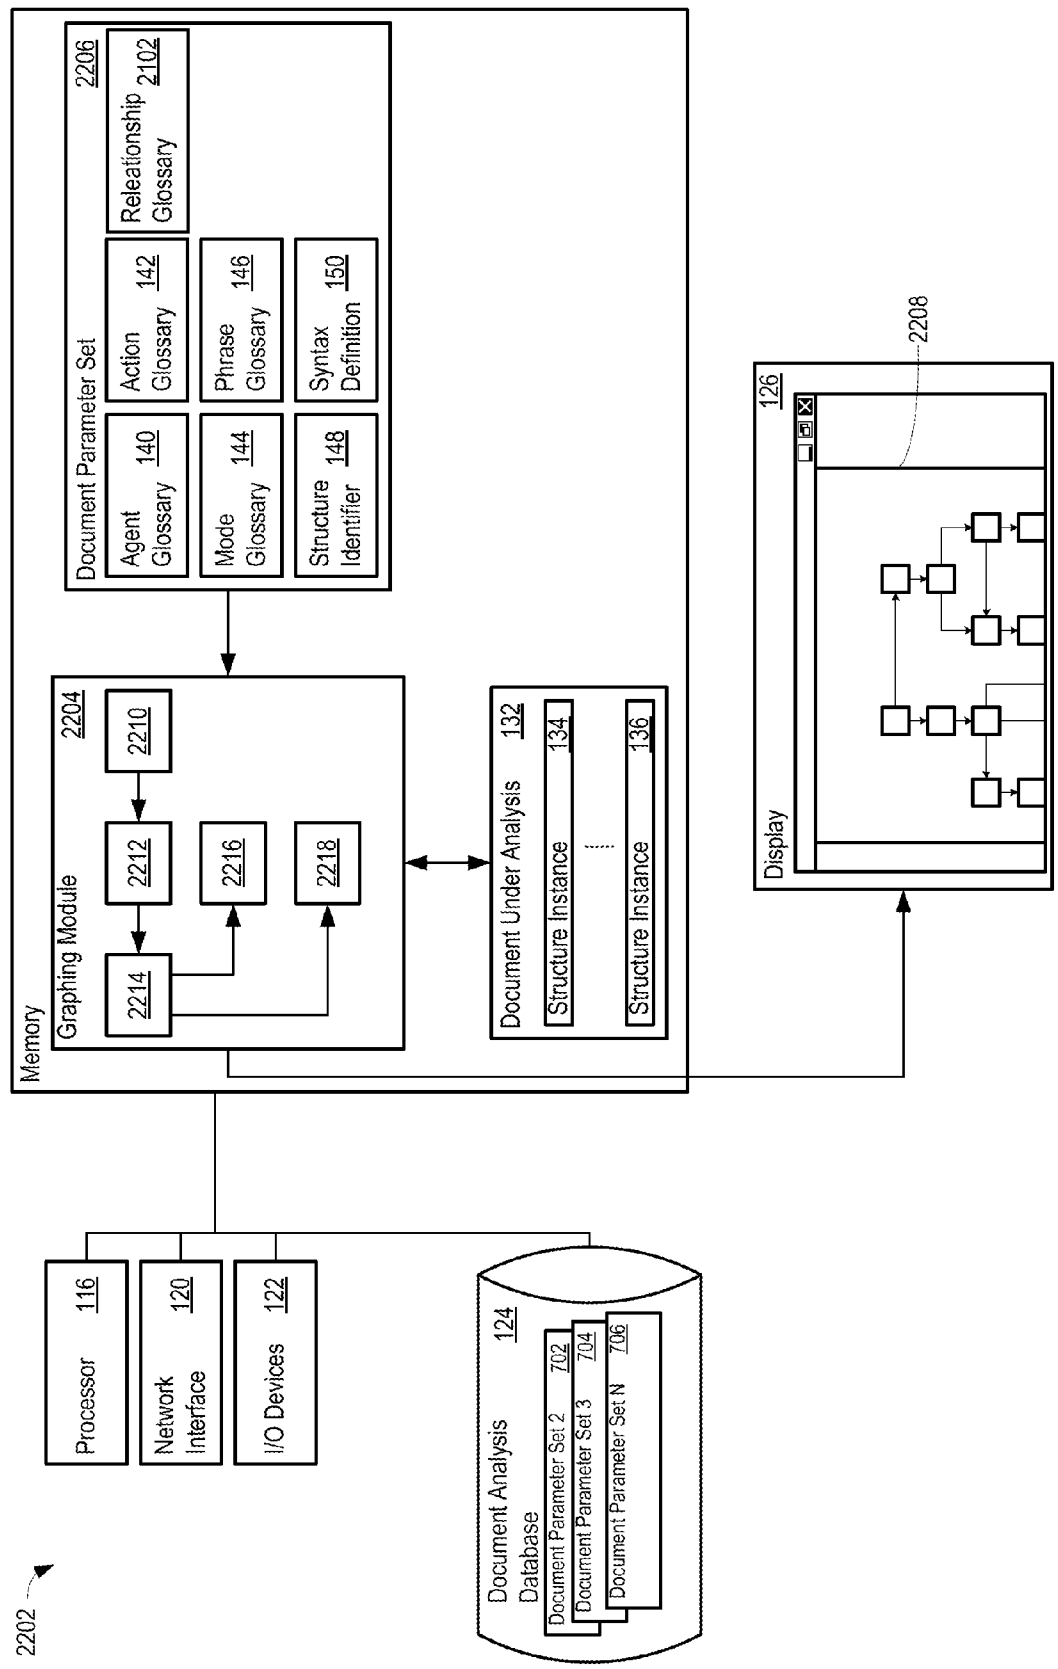 2202
Processor 116
Network
Interface 120
I/O Devices 122
Document Analysis
Database 124
Document Parameter Set 2 702
Document Parameter Set 3 704
Document Parameter Set N 706
Memory
Graphing Module 2204
2214
2212
2210
2216
2218
Document Parameter Set 2206
Agent
Glossary 140
Action
Glossary 142
Releationship
Glossary 2102
Mode
Glossary 144
Phrase
Glossary 146
Structure
Identifier 148
Syntax
Definition 150
Document Under Analysis 132
Structure Instance 134
Structure Instance 136
Display 126
2208